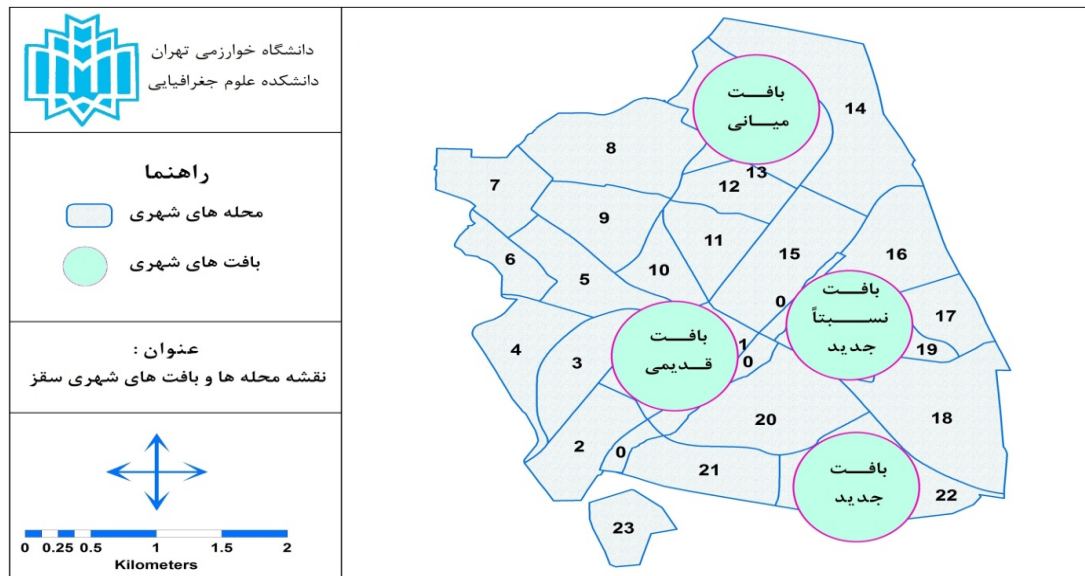 دانشگاه خوارزمی تهران
دانشکده علوم جغرافیایی
راهنما
محله های شهری
بافت های شهری
عنوان :
نقشه محله ها و بافت های شهری سقز
0 0.25 0.5 1 1.5 2
Kilometers
بافت
میانی
14
8
7
13
12
9
11
15
16
6
10
5
0
بافت
نسبتاً
جدید
17
4
3
بافت
قدیمی
1
0
19
20
18
2
0
21
بافت
جدید
22
23